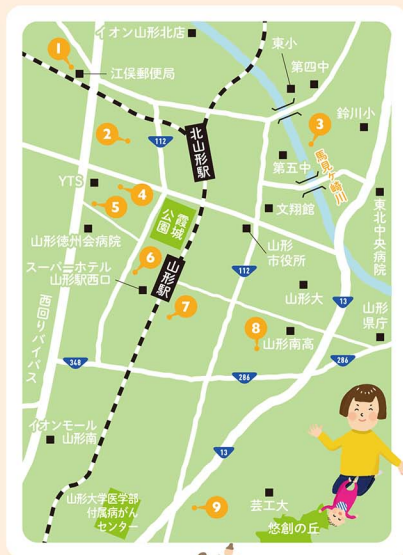 イオン山形北店
東小
第四中
1
江俣郵便局
鈴川小
2
112
北山形駅
3
第五中
馬見ヶ崎川
YTS
4
5
霞城
公園
文翔館
東北中央病院
山形徳州会病院
山形
市役所
6
スーパーホテル
山形駅西口
山形駅
112
山形大
13
7
西回りバイパス
8
山形南高
山形
県庁
348
286
286
イオンモール
山形南
13
山形大学医学部
付属病がん
センター
9
芸工大
悠創の丘